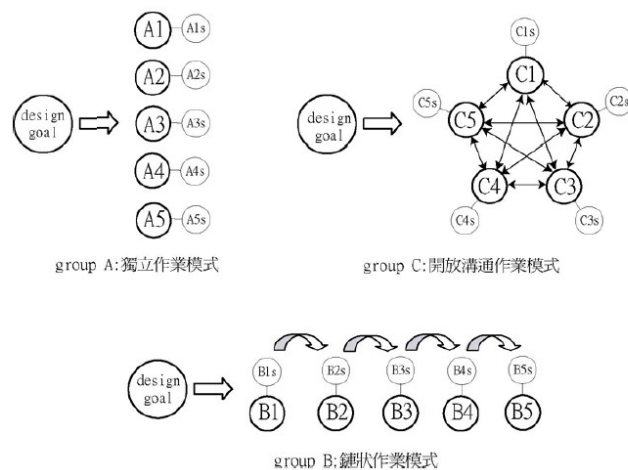 design
goal
A1
A1s
A2
A2s
A3
A3s
A4
A4s
A5
A5s
group A:獨立作業模式
design
goal
C1s
C1
C5s
C5
C2
C2s
C4
C3
C4s
C3s
group C:開放溝通作業模式
design
goal
B1s
B2s
B3s
B4s
B5s
B1
B2
B3
B4
B5
group B:鏈狀作業模式